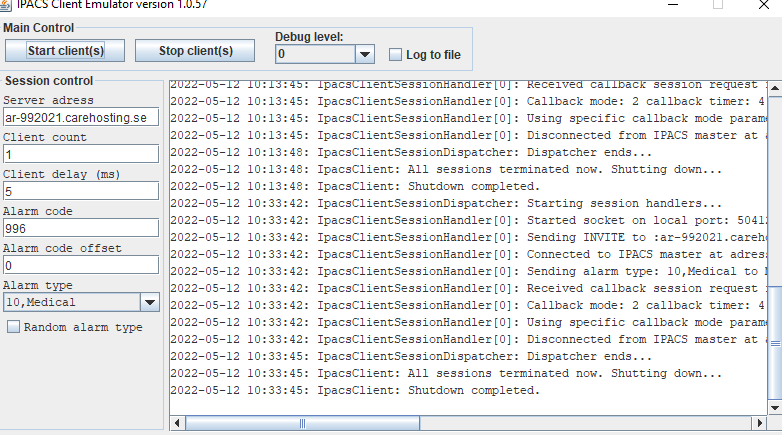 IPACS Client Emulator version 1.0.57
Main Control
Start client(s)
Stop client(s)
Debug level:
0
Log to file
Session control
Server adress
ar-992021.carehosting.se
Client count
1
Client delay (ms)
5
Alarm code
996
Alarm code offset
0
Alarm type
10,Medical
Random alarm type
2022-05-12 10:13:45: IpacsClientSessionHandler[0]: Received callback session request
2022-05-12 10:13:45: IpacsClientSessionHandler[0]: Callback mode: 2 callback timer: 4
2022-05-12 10:13:45: IpacsClientSessionHandler[0]: Using specific callback mode param
2022-05-12 10:13:45: IpacsClientSessionHandler[0]: Disconnected from IPACS master at a
2022-05-12 10:13:48: IpacsClientSessionDispatcher: Dispatcher ends...
2022-05-12 10:13:48: IpacsClient: All sessions terminated now. Shutting down...
2022-05-12 10:13:48: IpacsClient: Shutdown completed.
2022-05-12 10:33:42: IpacsClientSessionDispatcher: Starting session handlers...
2022-05-12 10:33:42: IpacsClientSessionHandler[0]: Started socket on local port: 5041
2022-05-12 10:33:42: IpacsClientSessionHandler[0]: Sending INVITE to :ar-992021.careh
2022-05-12 10:33:42: IpacsClientSessionHandler[0]: Connected to IPACS master at adres
2022-05-12 10:33:42: IpacsClientSessionHandler[0]: Sending alarm type: 10,Medical to
2022-05-12 10:33:42: IpacsClientSessionHandler[0]: Received callback session request
2022-05-12 10:33:42: IpacsClientSessionHandler[0]: Callback mode: 2 callback timer: 4
2022-05-12 10:33:42: IpacsClientSessionHandler[0]: Using specific callback mode param
2022-05-12 10:33:42: IpacsClientSessionHandler[0]: Disconnected from IPACS master at a
2022-05-12 10:33:45: IpacsClientSessionDispatcher: Dispatcher ends...
2022-05-12 10:33:45: IpacsClient: All sessions terminated now. Shutting down...
2022-05-12 10:33:45: IpacsClient: Shutdown completed.